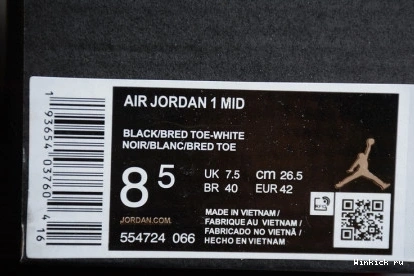 AIR JORDAN 1 MID
BLACK/BRED TOE-WHITE
NOIR/BLANC/BRED TOE
8 5
UK 7.5 cm 26.5
BR 40 EUR 42
JORDAN.COM
554724 066
MADE IN VIETNAM /
FABRIQUE AU VIETNAM /
FABRICADO NO VIETNÃ /
HECHO EN VIETNAM
1 93654 03760 4 16